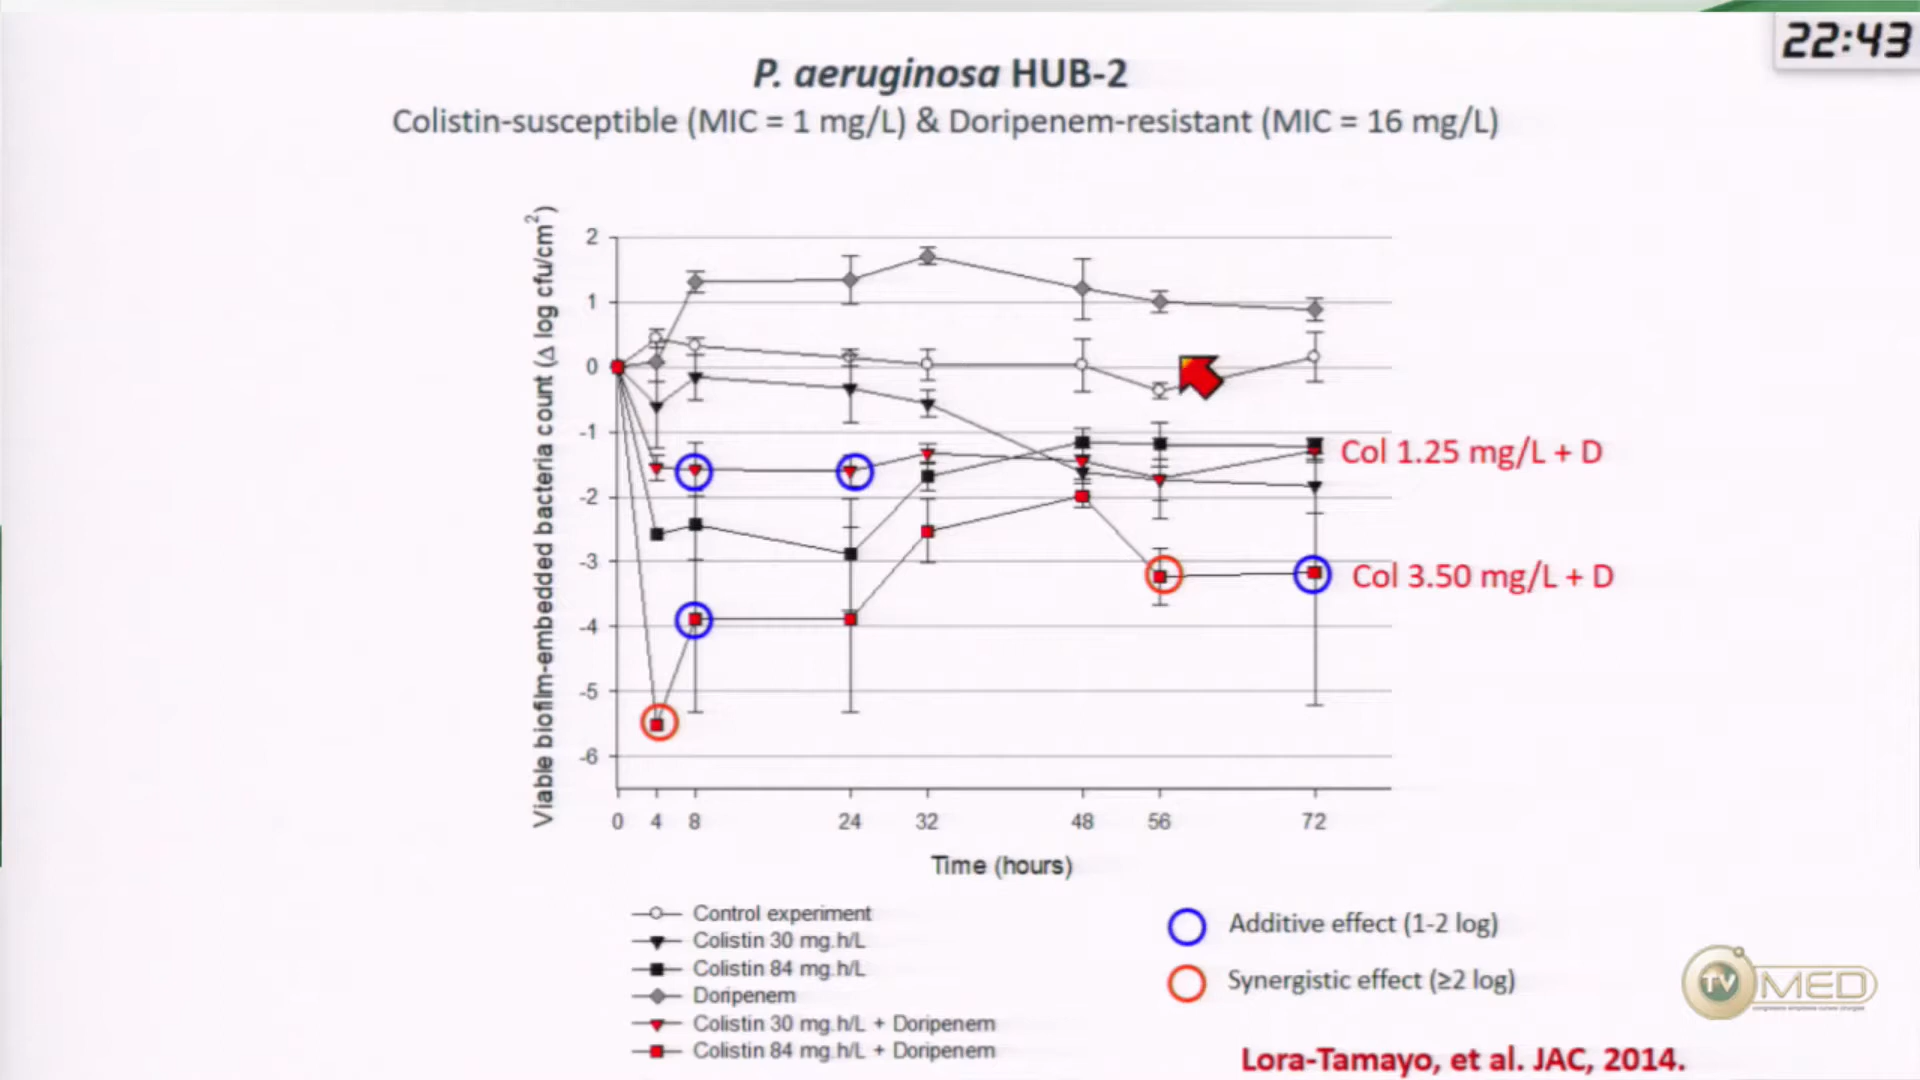 22:43
P. aeruginosa HUB-2
Colistin-susceptible (MIC = 1 mg/L) & Doripenem-resistant (MIC = 16 mg/L)
Viable biofilm-embedded bacteria count (Δ log cfu/cm²)
2
1
0
-1
-2
-3
-4
-5
-6
Col 1.25 mg/L + D
Col 3.50 mg/L + D
0 4 8 24 32 48 56 72
Time (hours)
Control experiment
Colistin 30 mg.h/L
Colistin 84 mg.h/L
Doripenem
Colistin 30 mg.h/L + Doripenem
Colistin 84 mg.h/L + Doripenem
Additive effect (1-2 log)
Synergistic effect (≥2 log)
TV MED
Lora-Tamayo, et al. JAC, 2014.